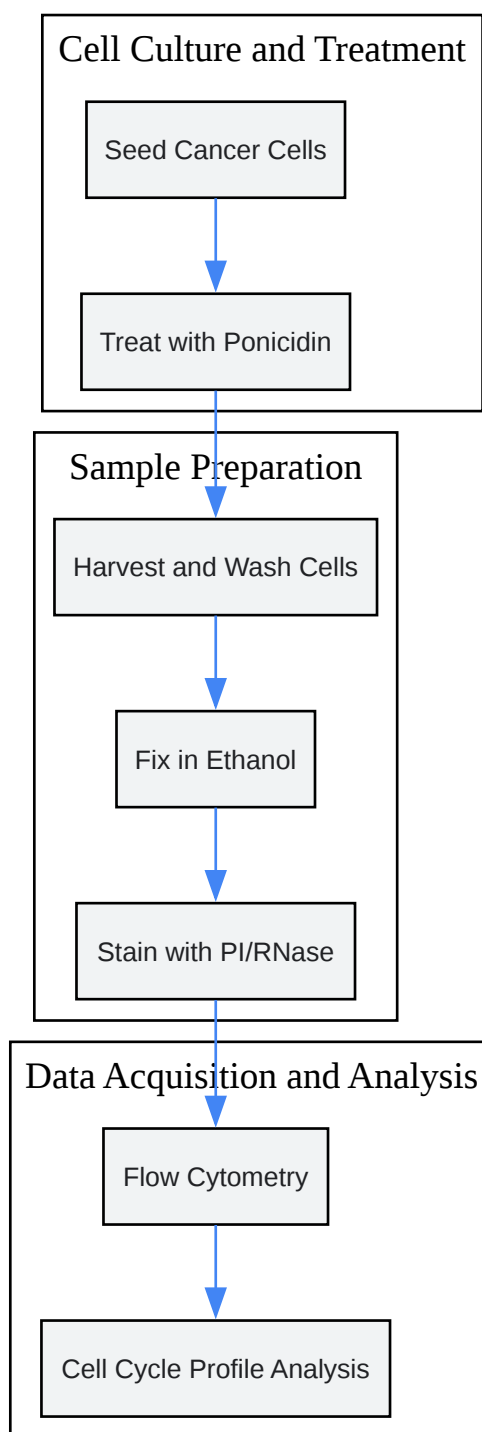 Cell Culture and Treatment
Seed Cancer Cells
Treat with Ponicidin
Sample Preparation
Harvest and Wash Cells
Fix in Ethanol
Stain with PI/RNase
Data Acquisition and Analysis
Flow Cytometry
Cell Cycle Profile Analysis